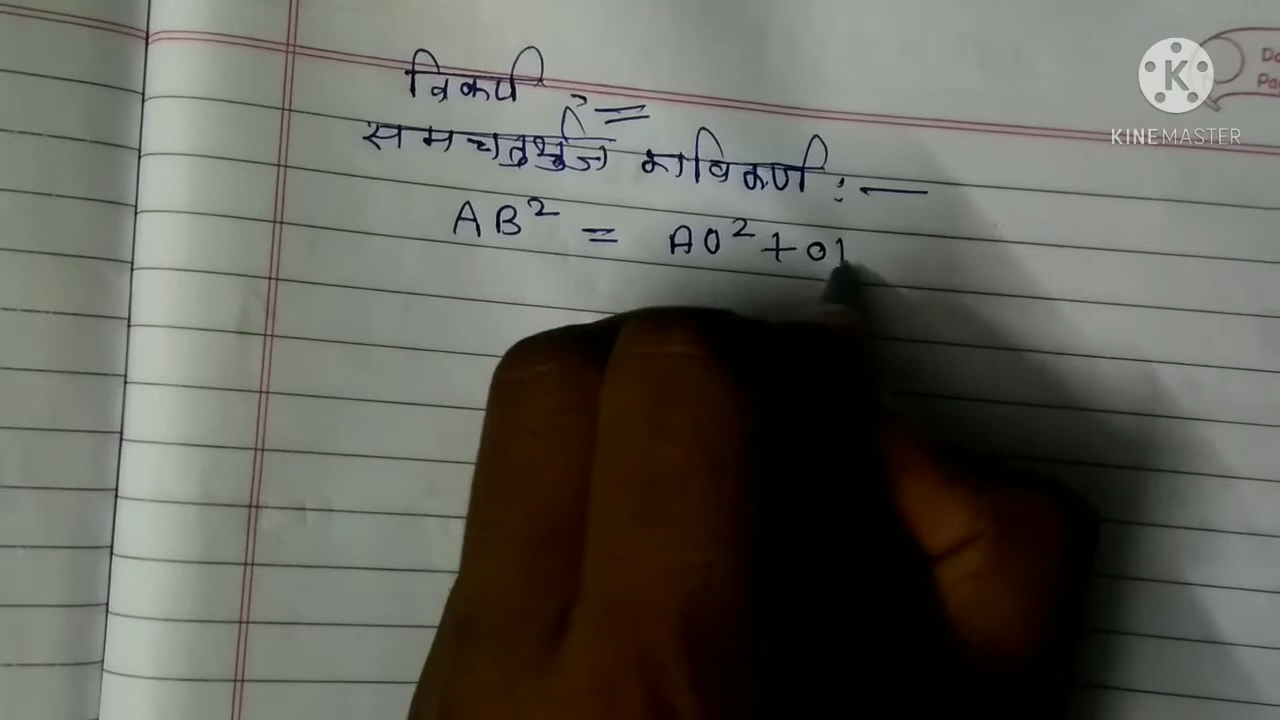 विकर्ण =
समचतुर्भुज का विकर्ण :—
AB² = AO² + O
K
KINEMASTER